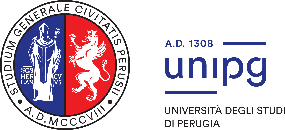 STUDIUM GENERALE CIVITATIS PERUSII
A.D. MCCCVIII
A.D. 1308
unipg
UNIVERSITÀ DEGLI STUDI
DI PERUGIA